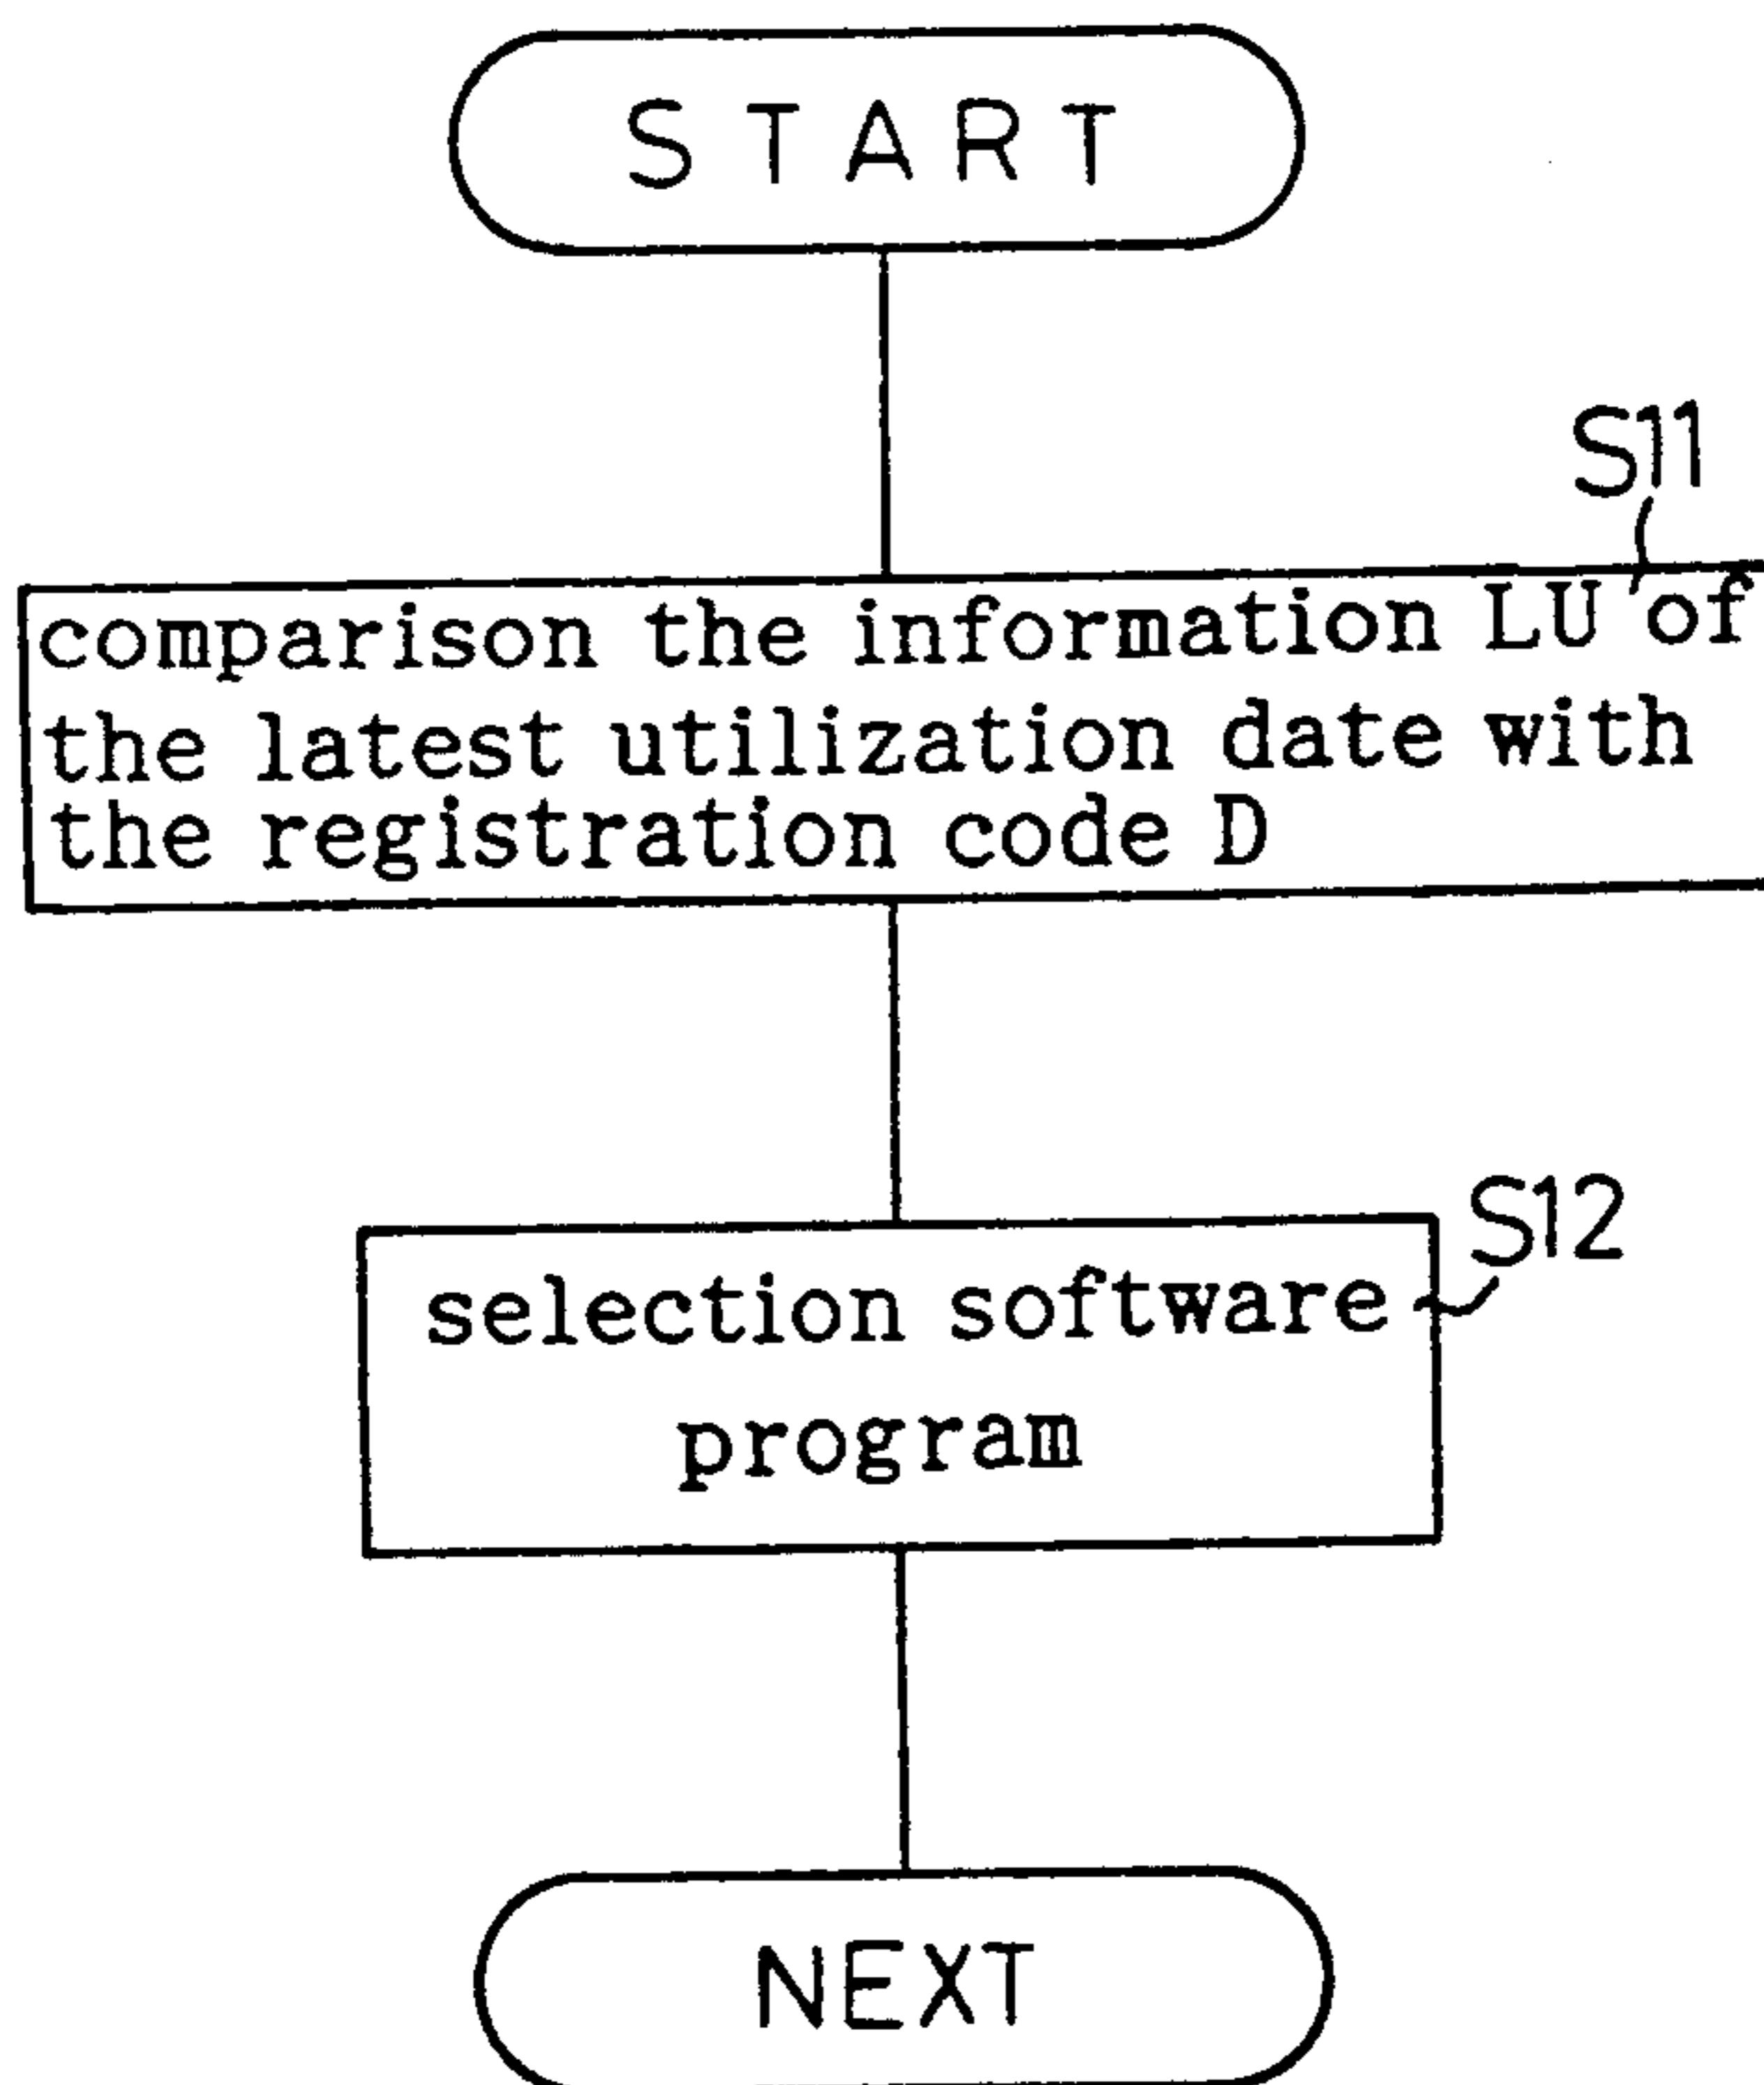 START
S11
comparison the information LU of
the latest utilization date with
the registration code D
S12
selection software
program
NEXT